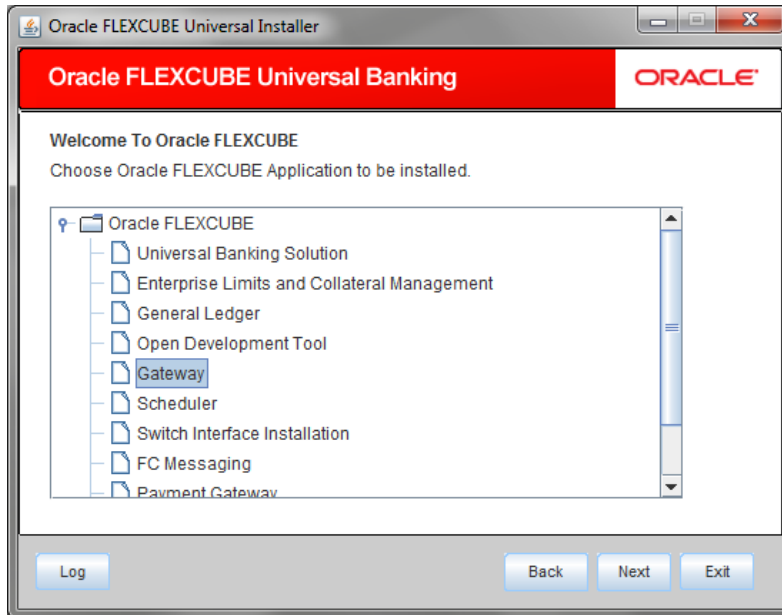 Oracle FLEXCUBE Universal Installer
Oracle FLEXCUBE Universal Banking
ORACLE
Welcome To Oracle FLEXCUBE
Choose Oracle FLEXCUBE Application to be installed.
Oracle FLEXCUBE
Universal Banking Solution
Enterprise Limits and Collateral Management
General Ledger
Open Development Tool
Gateway
Scheduler
Switch Interface Installation
FC Messaging
Payment Gateway
Log Back Next Exit